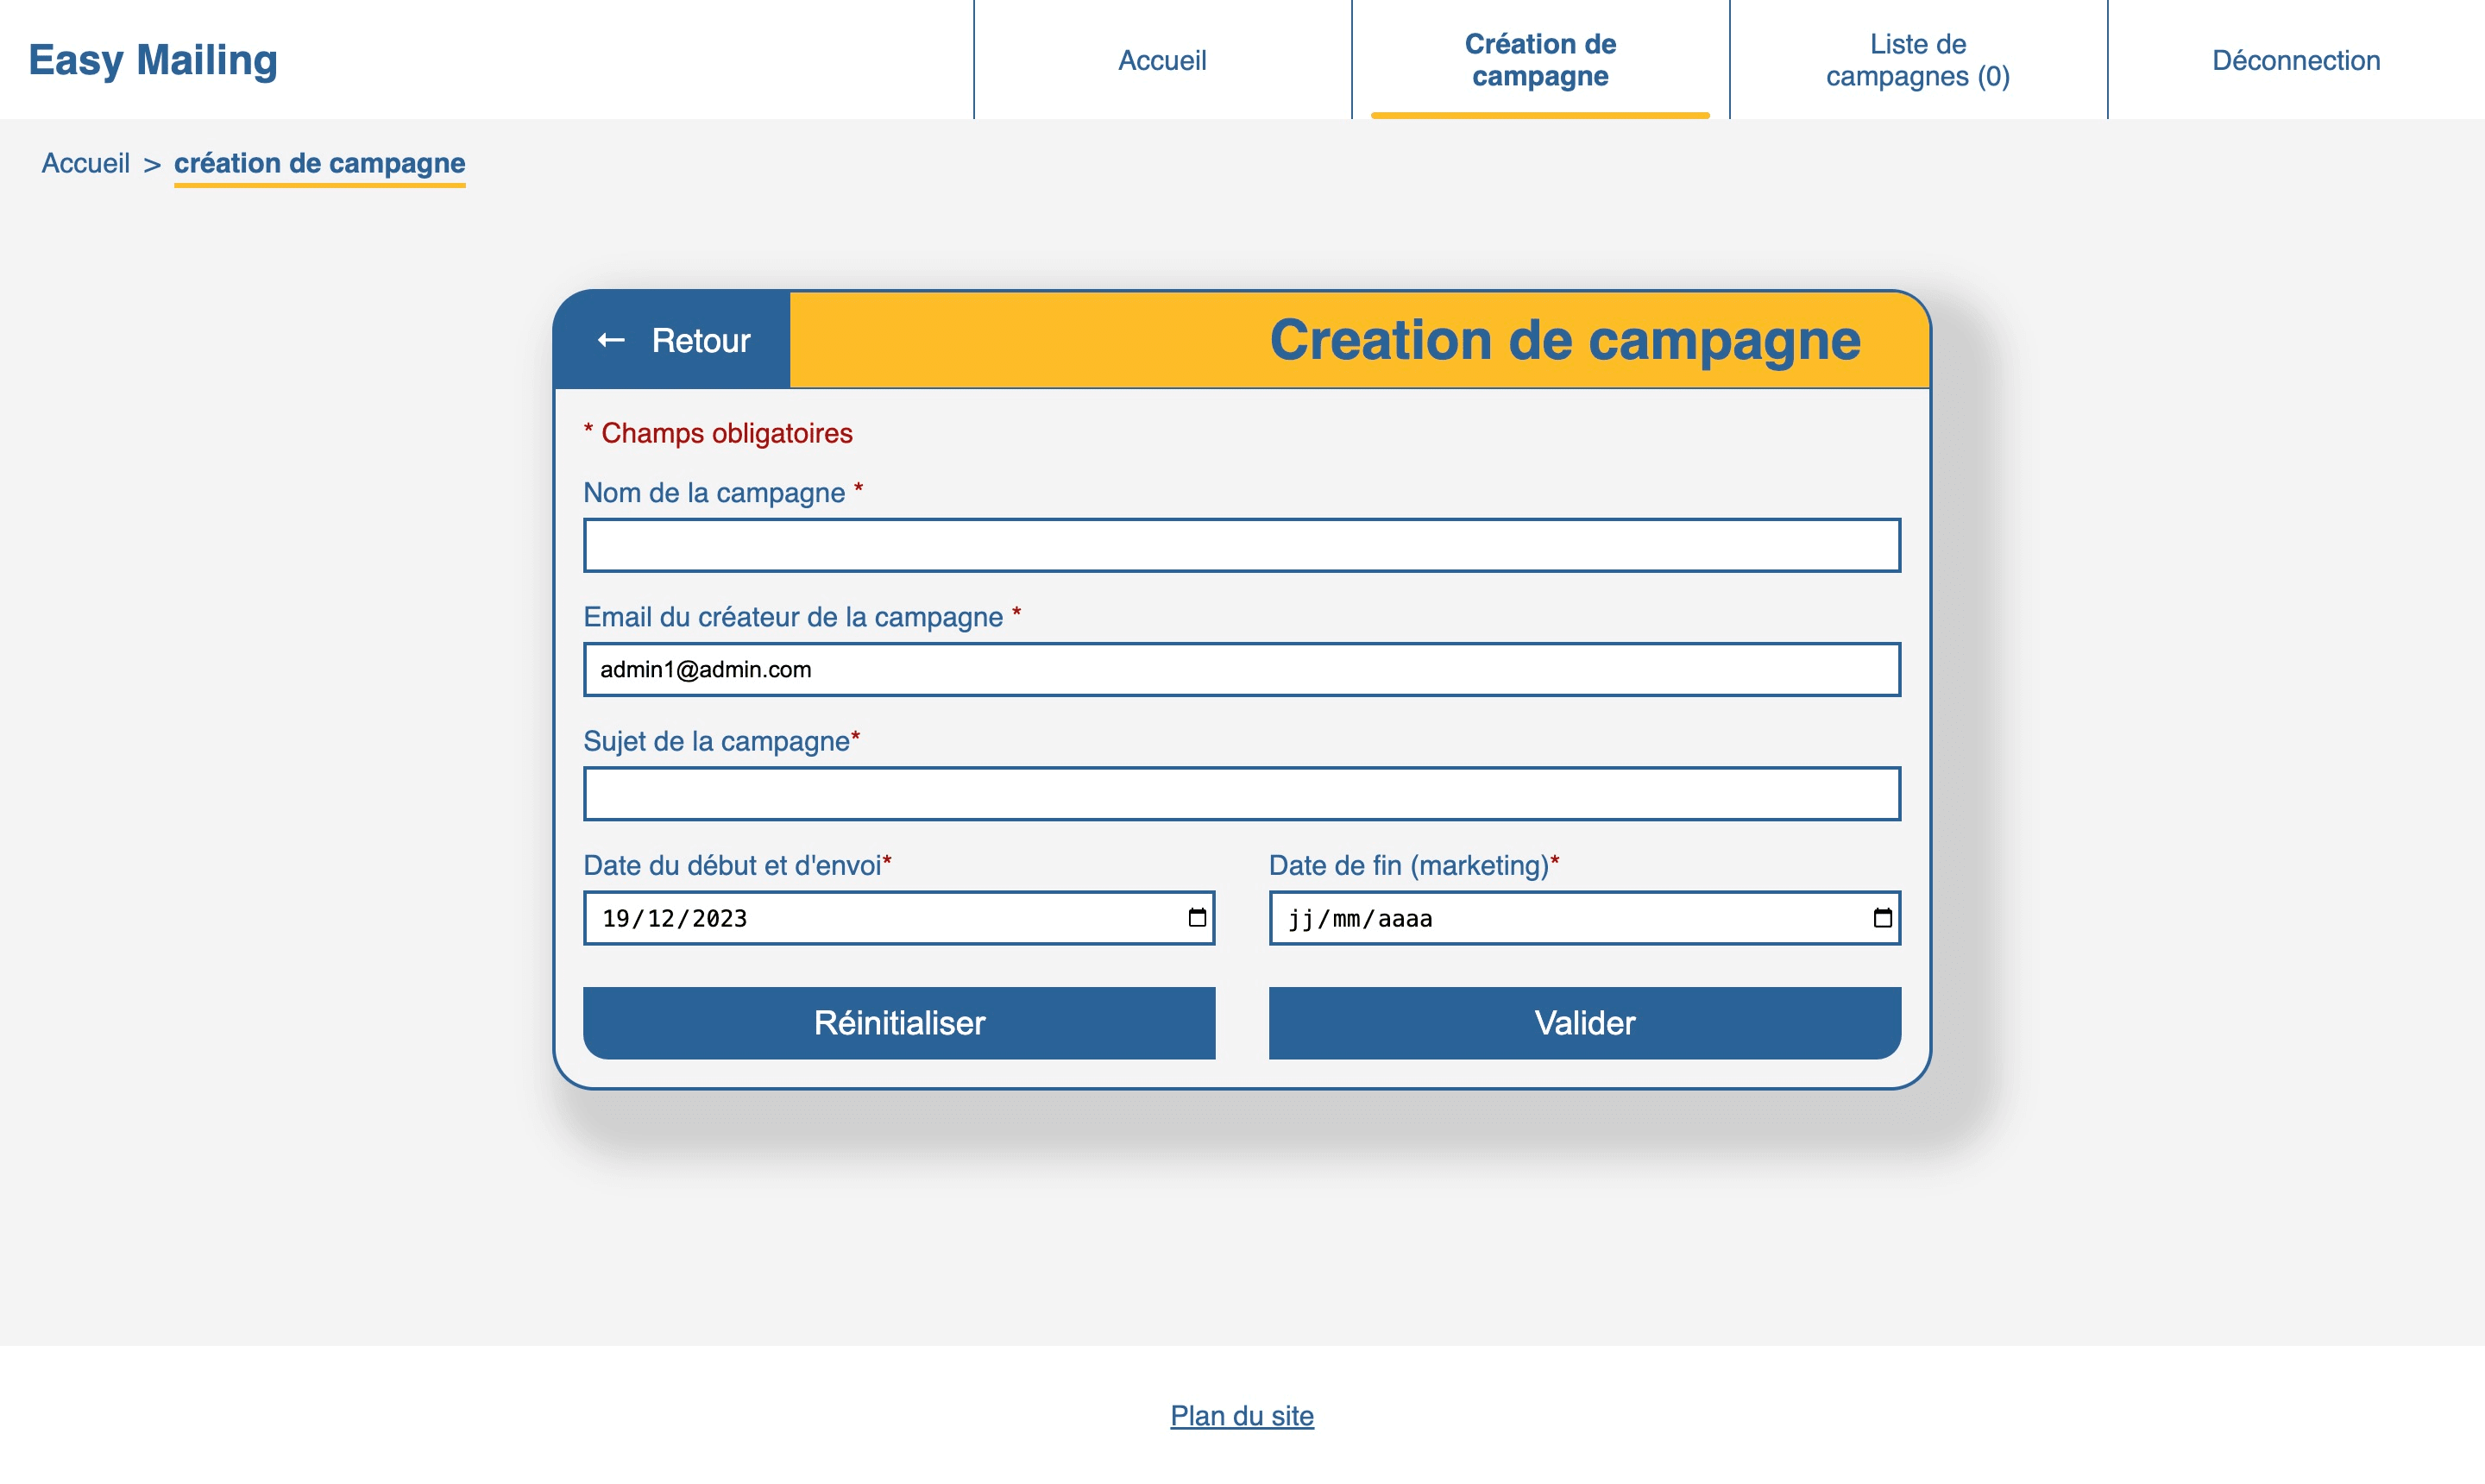 Easy Mailing
Accueil
Création de
campagne
Liste de
campagnes (0)
Déconnection
Accueil > création de campagne
← Retour
Creation de campagne
* Champs obligatoires
Nom de la campagne *
Email du créateur de la campagne *
admin1@admin.com
Sujet de la campagne*
Date du début et d'envoi*
Date de fin (marketing)*
19/12/2023
jj/mm/aaaa
Réinitialiser
Valider
Plan du site